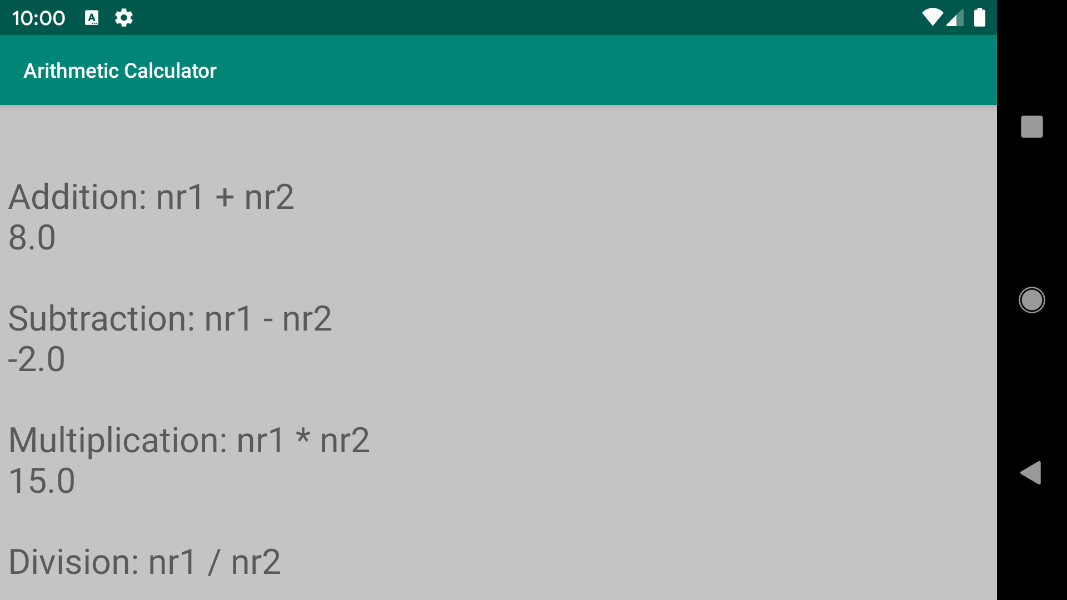 10:00
Arithmetic Calculator
Addition: nr1 + nr2
8.0
Subtraction: nr1 - nr2
-2.0
Multiplication: nr1 * nr2
15.0
Division: nr1 / nr2